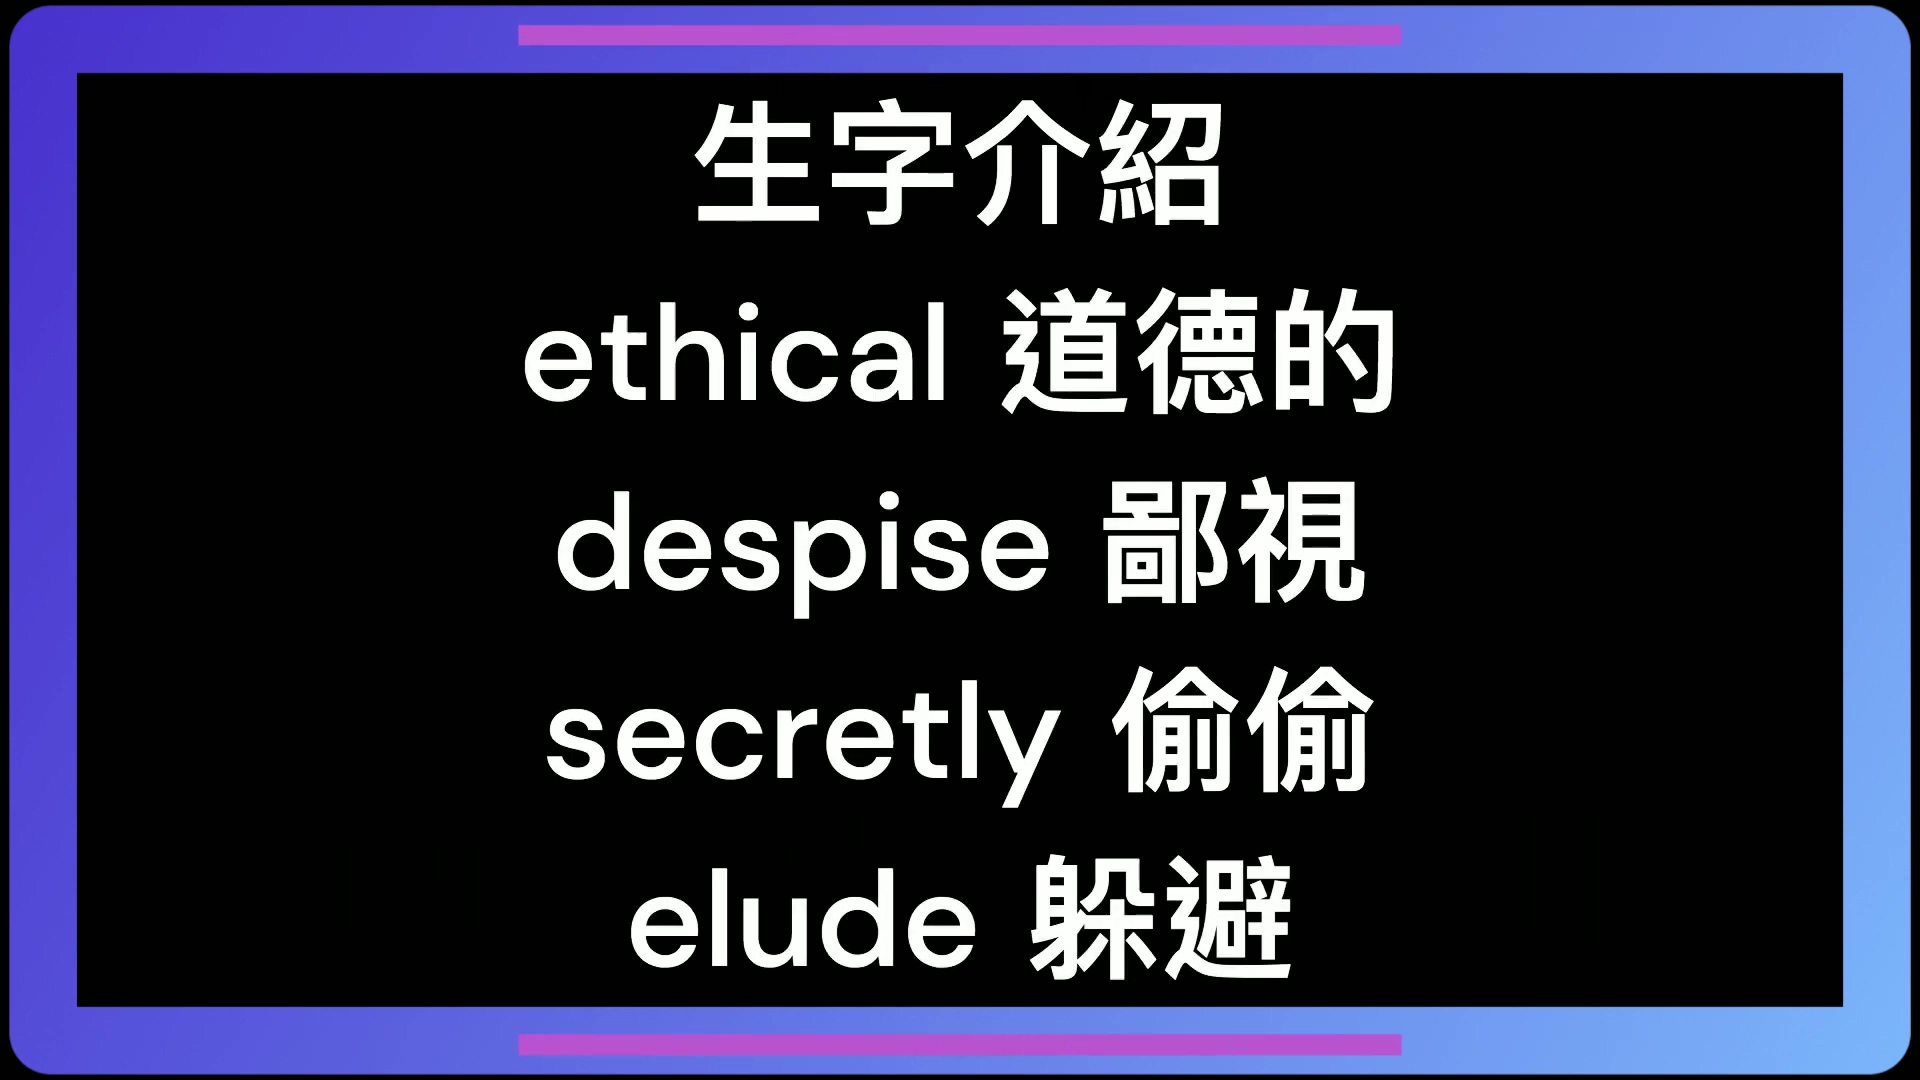 生字介紹
ethical 道德的
despise 鄙視
secretly 偷偷
elude 躲避